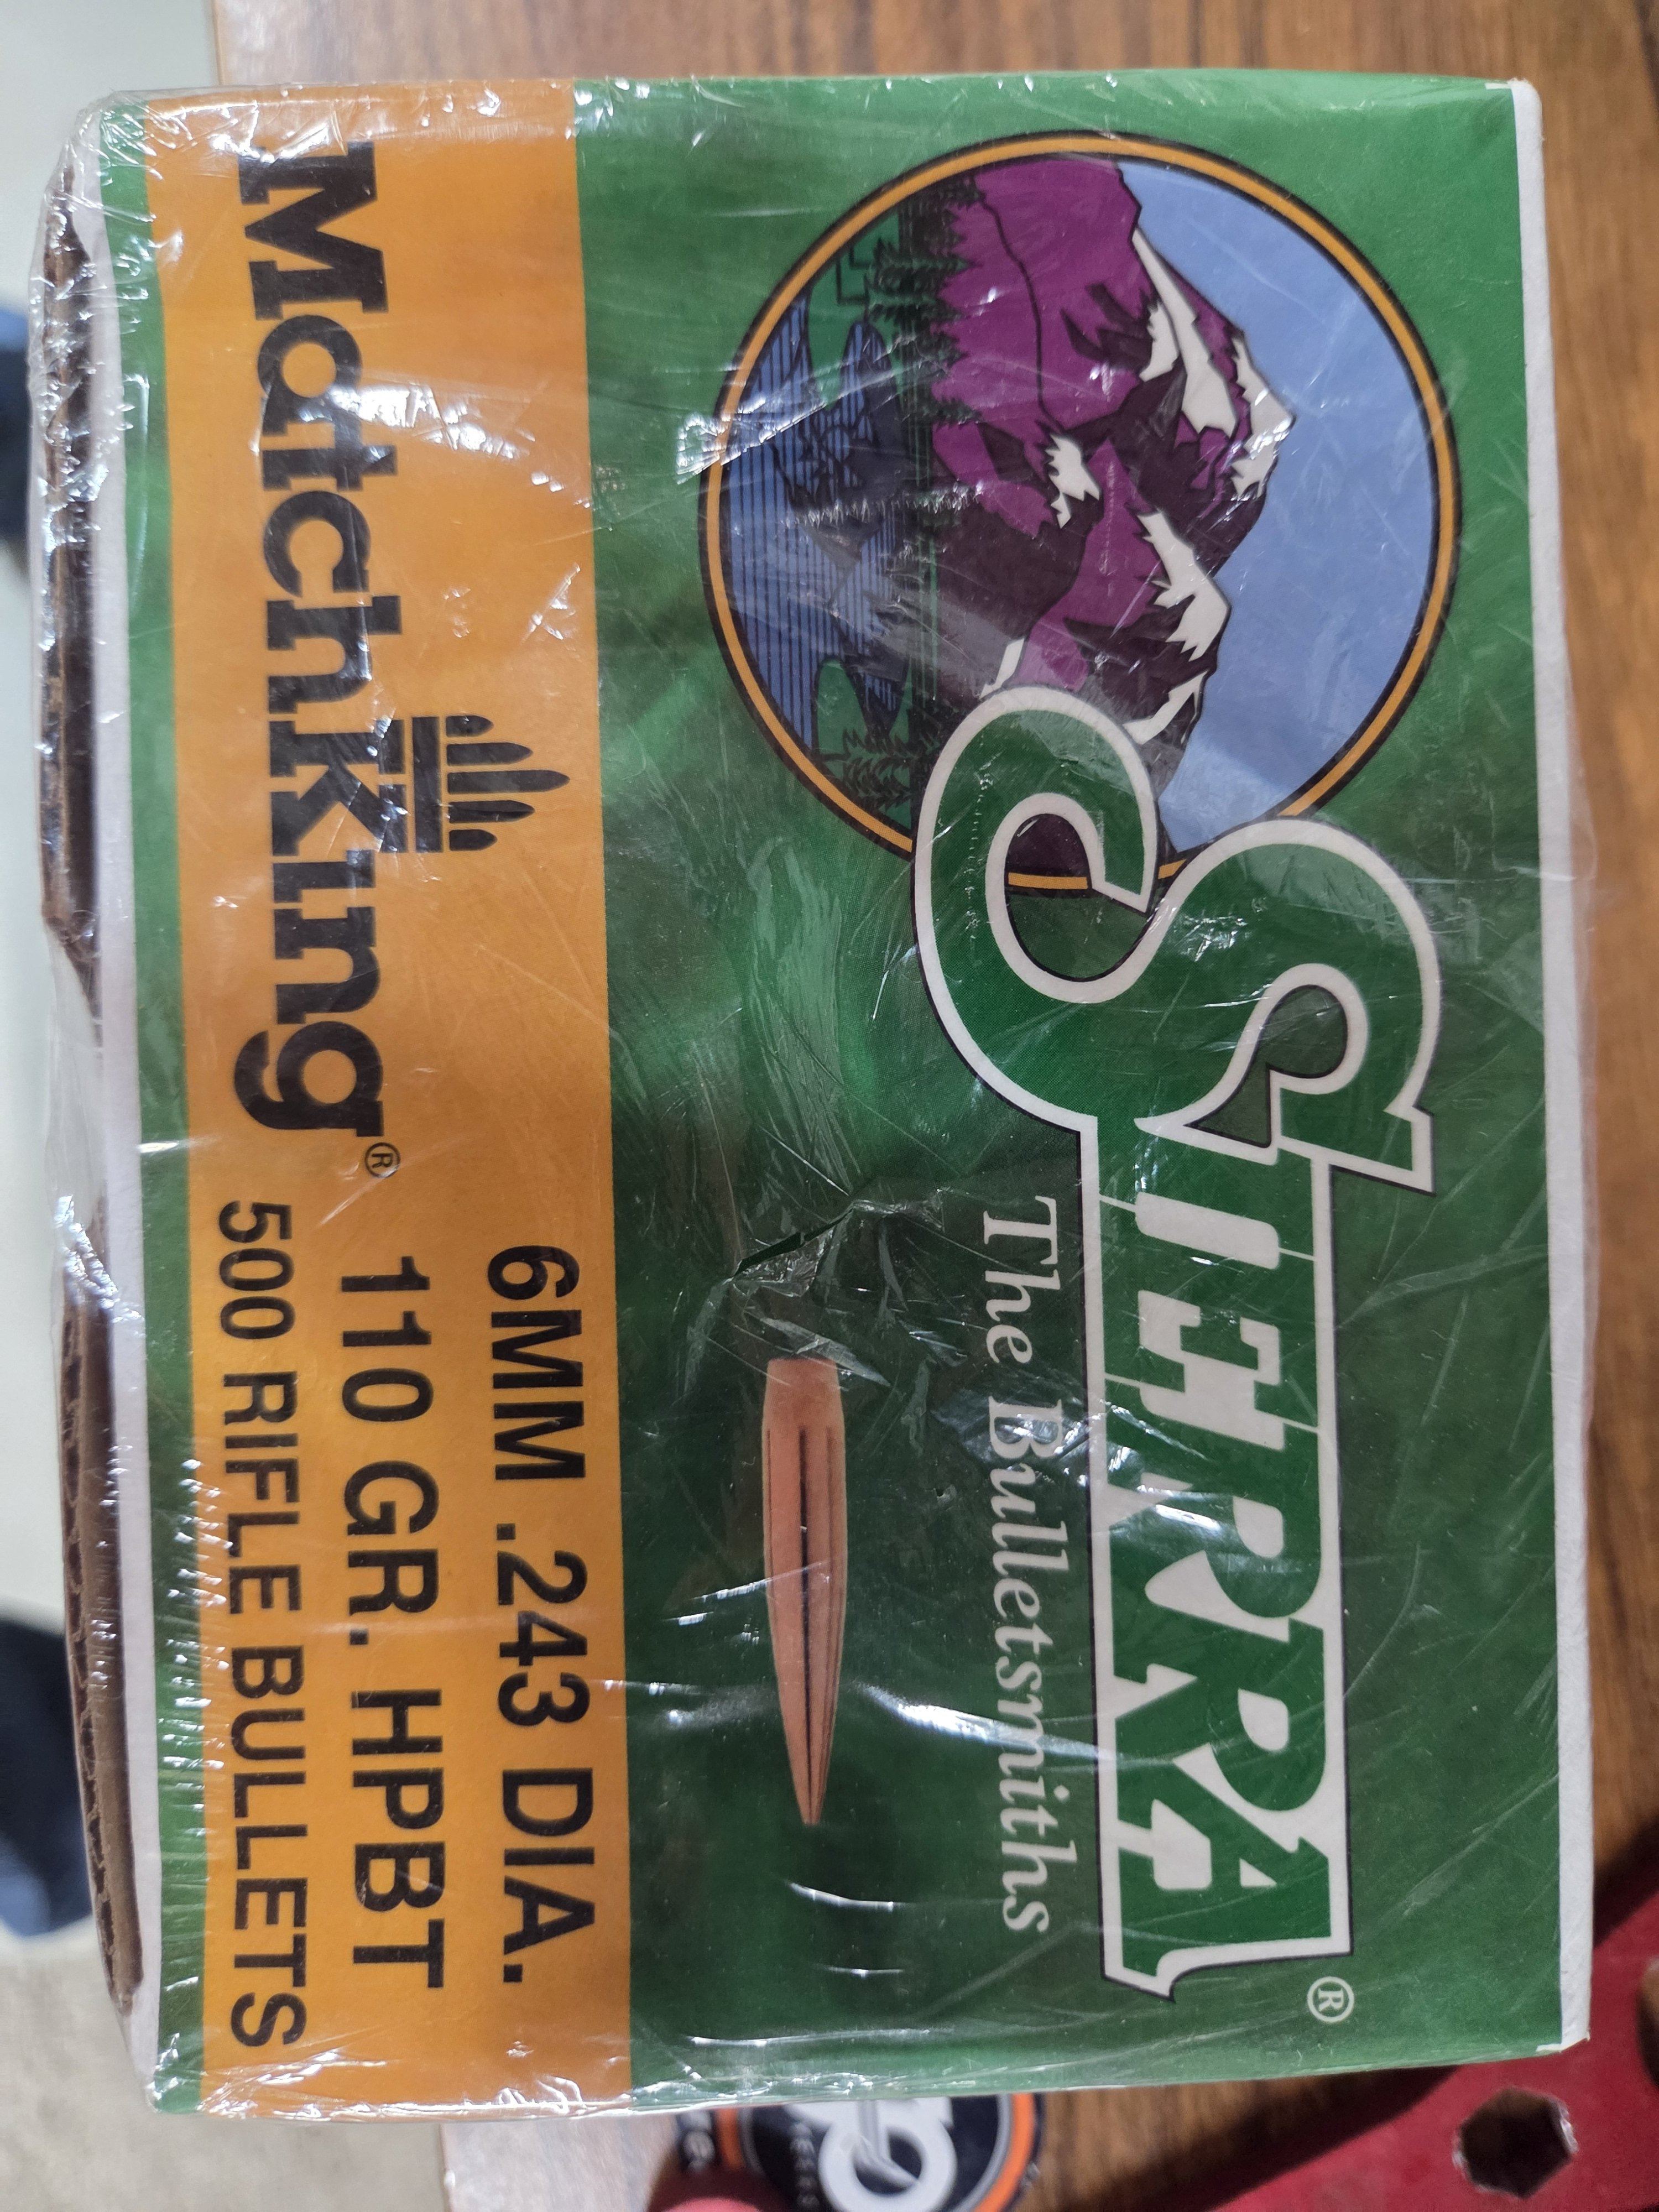 SIERRA®
The Bulletsmiths
MatchKing®
6MM .243 DIA.
110 GR. HPBT
500 RIFLE BULLETS